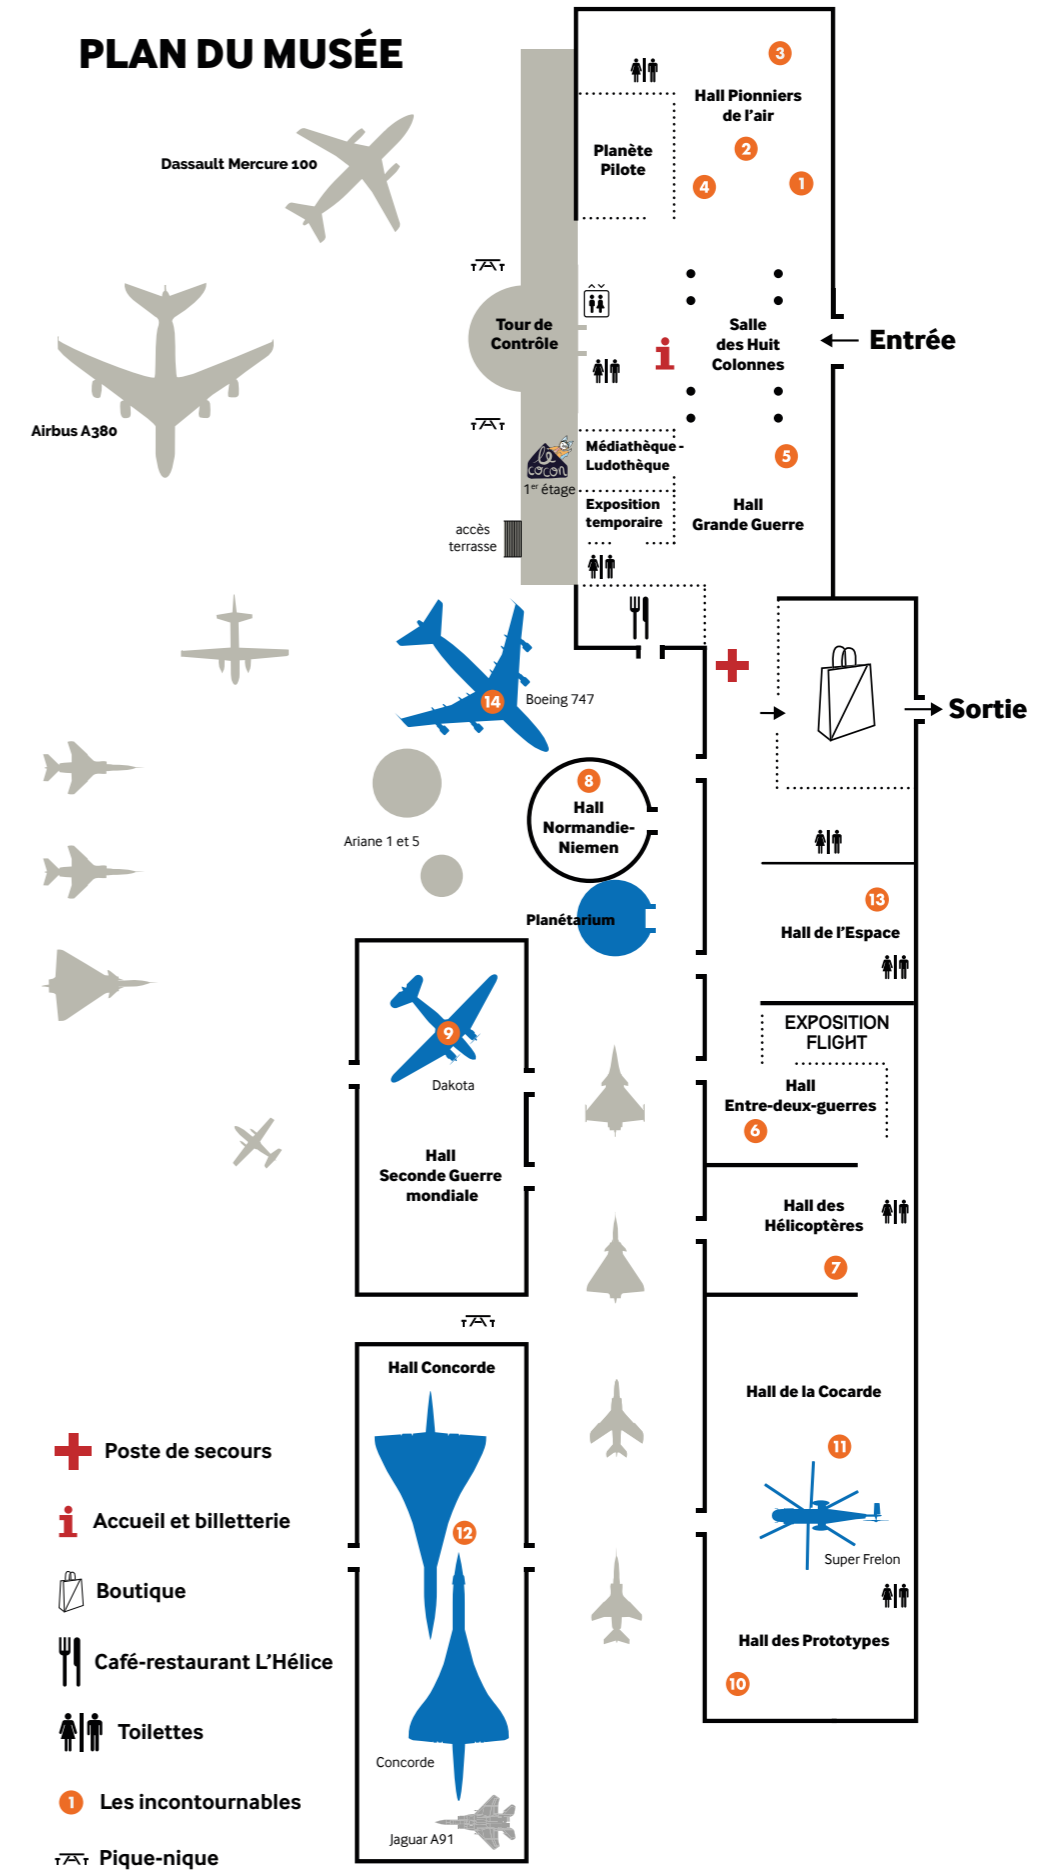 PLAN DU MUSÉE
3
Hall Pionniers
de l'air
Dassault Mercure 100
Planète
Pilote
2
4
1
Tour de
Contrôle
Salle
des Huit
Colonnes
Entrée
Airbus A380
le
cocon
1er étage
Médiathèque -
Ludothèque
5
Exposition
temporaire
Hall
Grande Guerre
accès
terrasse
14
Boeing 747
Sortie
8
Hall
Normandie-
Niemen
Ariane 1 et 5
13
Planétarium
Hall de l'Espace
9
Dakota
EXPOSITION
FLIGHT
Hall
Entre-deux-guerres
6
Hall
Seconde Guerre
mondiale
Hall des
Hélicoptères
7
Hall Concorde
Hall de la Cocarde
11
12
Super Frelon
Hall des Prototypes
10
Concorde
Jaguar A91
Poste de secours
i Accueil et billetterie
Boutique
Café-restaurant L'Hélice
Toilettes
1 Les incontournables
Pique-nique